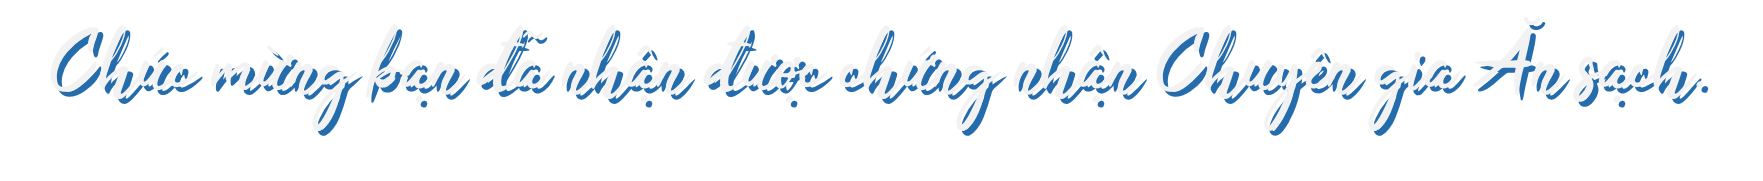 Chúc mừng bạn đã nhận được chứng nhận Chuyên gia Ăn sạch.